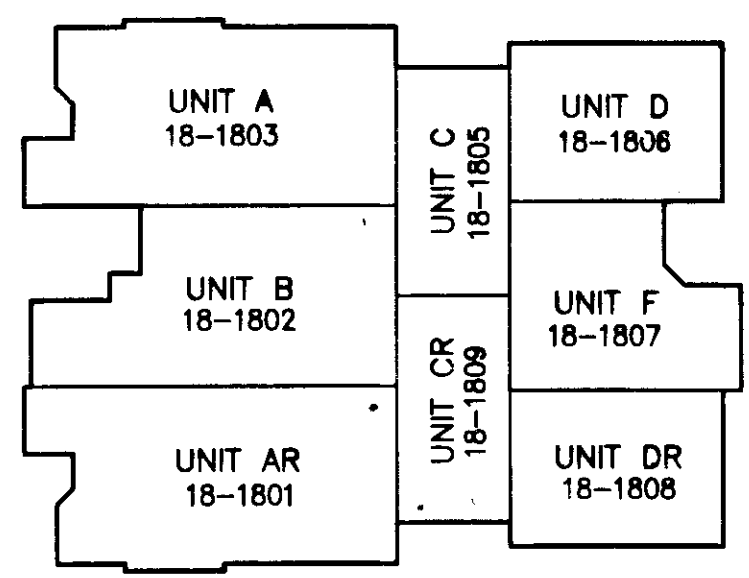 UNIT A
18-1803
UNIT C
18-1805
UNIT D
18-1806
UNIT B
18-1802
UNIT F
18-1807
UNIT CR
18-1809
UNIT AR
18-1801
UNIT DR
18-1808